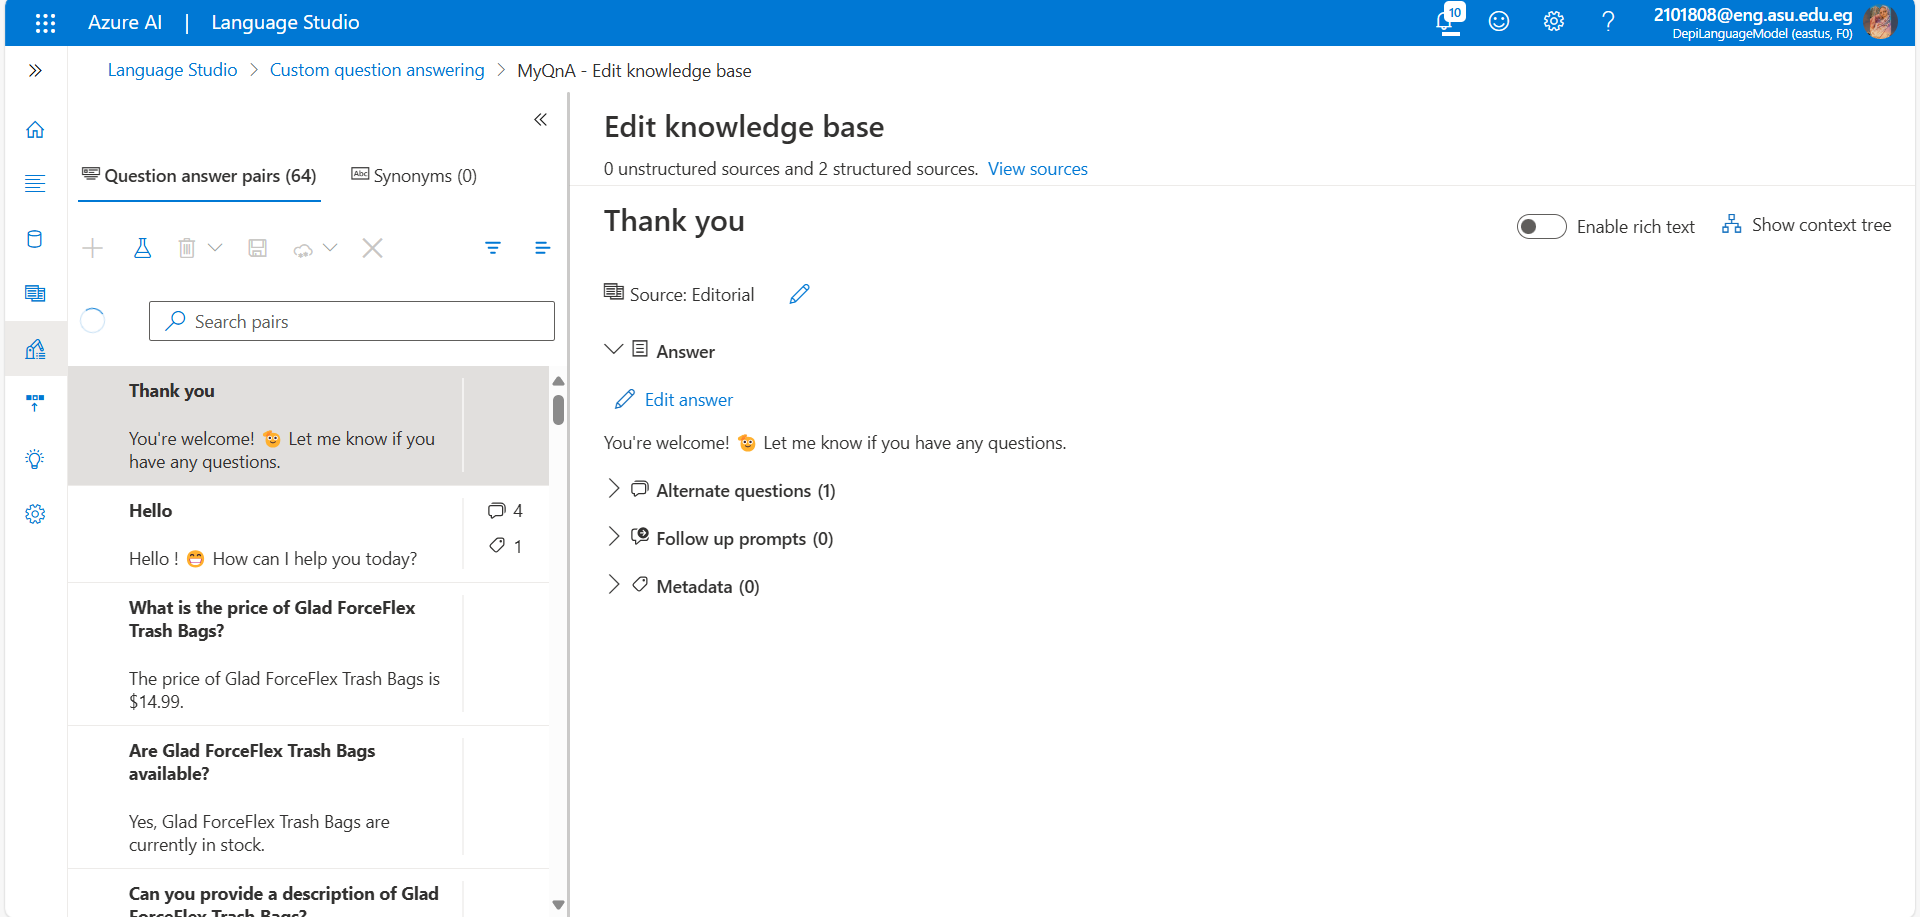 Azure AI | Language Studio
10
2101808@eng.asu.edu.eg
DepiLanguageModel (eastus, F0)
Language Studio > Custom question answering > MyQnA - Edit knowledge base
Question answer pairs (64)
Abc Synonyms (0)
Search pairs
Thank you
You're welcome! 🫡 Let me know if you
have any questions.
Hello
4
1
Hello ! 😁 How can I help you today?
What is the price of Glad ForceFlex
Trash Bags?
The price of Glad ForceFlex Trash Bags is
$14.99.
Are Glad ForceFlex Trash Bags
available?
Yes, Glad ForceFlex Trash Bags are
currently in stock.
Can you provide a description of Glad
ForceFlex Trash Bags?
Edit knowledge base
0 unstructured sources and 2 structured sources. View sources
Thank you
Enable rich text
Show context tree
Source: Editorial
Answer
Edit answer
You're welcome! 🫡 Let me know if you have any questions.
Alternate questions (1)
Follow up prompts (0)
Metadata (0)